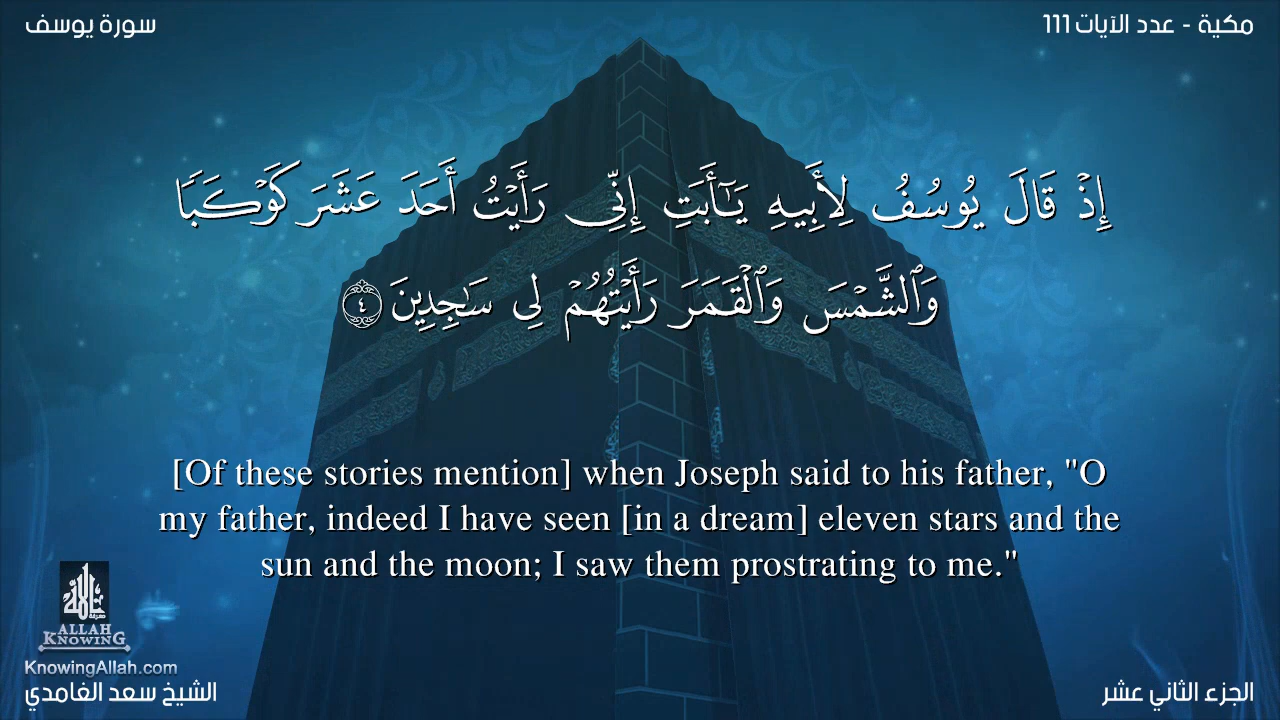 سورة يوسف
مكية - عدد الآيات 111
إِذْ قَالَ يُوسُفُ لِأَبِيهِ يَـٰٓأَبَتِ إِنِّى رَأَيْتُ أَحَدَ عَشَرَ كَوْكَبًا
وَٱلشَّمْسَ وَٱلْقَمَرَ رَأَيْتُهُمْ لِى سَـٰجِدِينَ ٤
[Of these stories mention] when Joseph said to his father, "O
my father, indeed I have seen [in a dream] eleven stars and the
sun and the moon; I saw them prostrating to me."
ALLAH
KNOWING
KnowingAllah.com
الشيخ سعد الغامدي
الجزء الثاني عشر